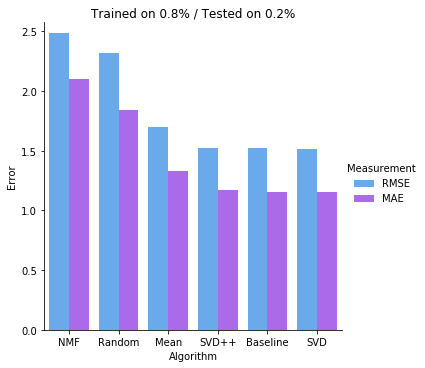 Trained on 0.8% / Tested on 0.2%
2.5
2.0
1.5
1.0
0.5
0.0
Error
NMF Random Mean SVD++ Baseline SVD
Algorithm
Measurement
RMSE
MAE